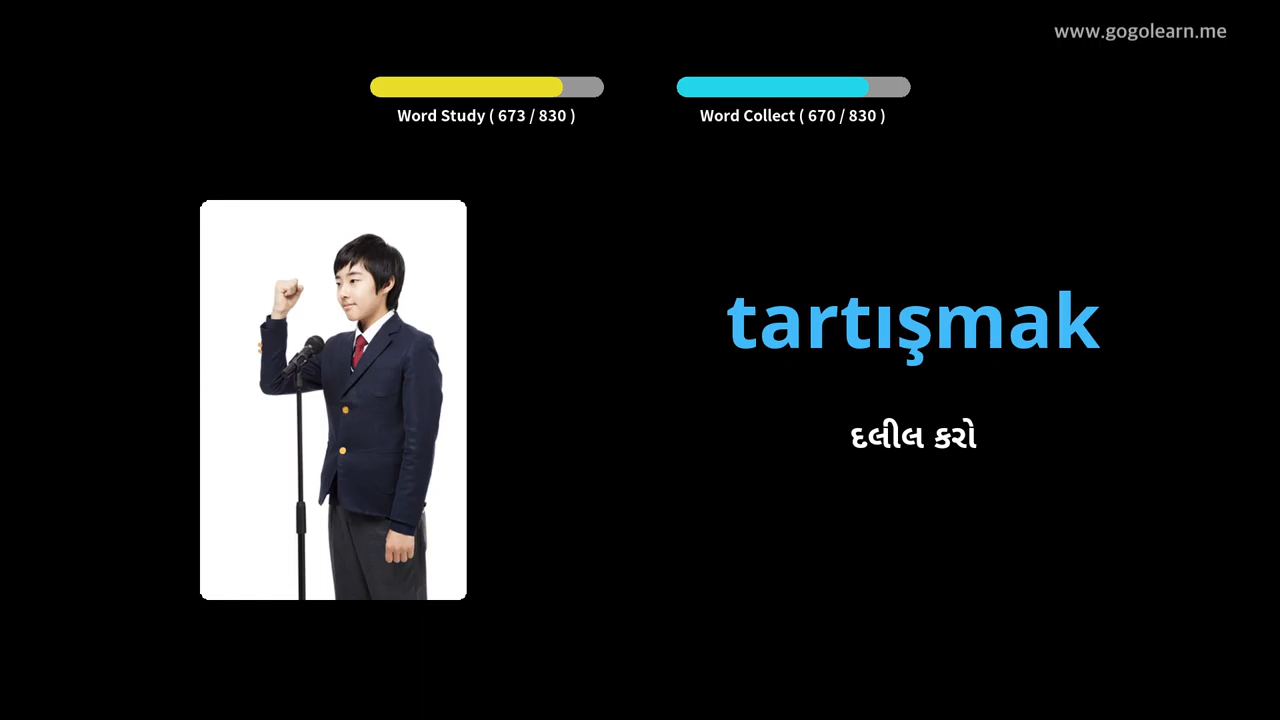 www.gogolearn.me
Word Study ( 673 / 830 )
Word Collect ( 670 / 830 )
tartışmak
દલીલ કરો